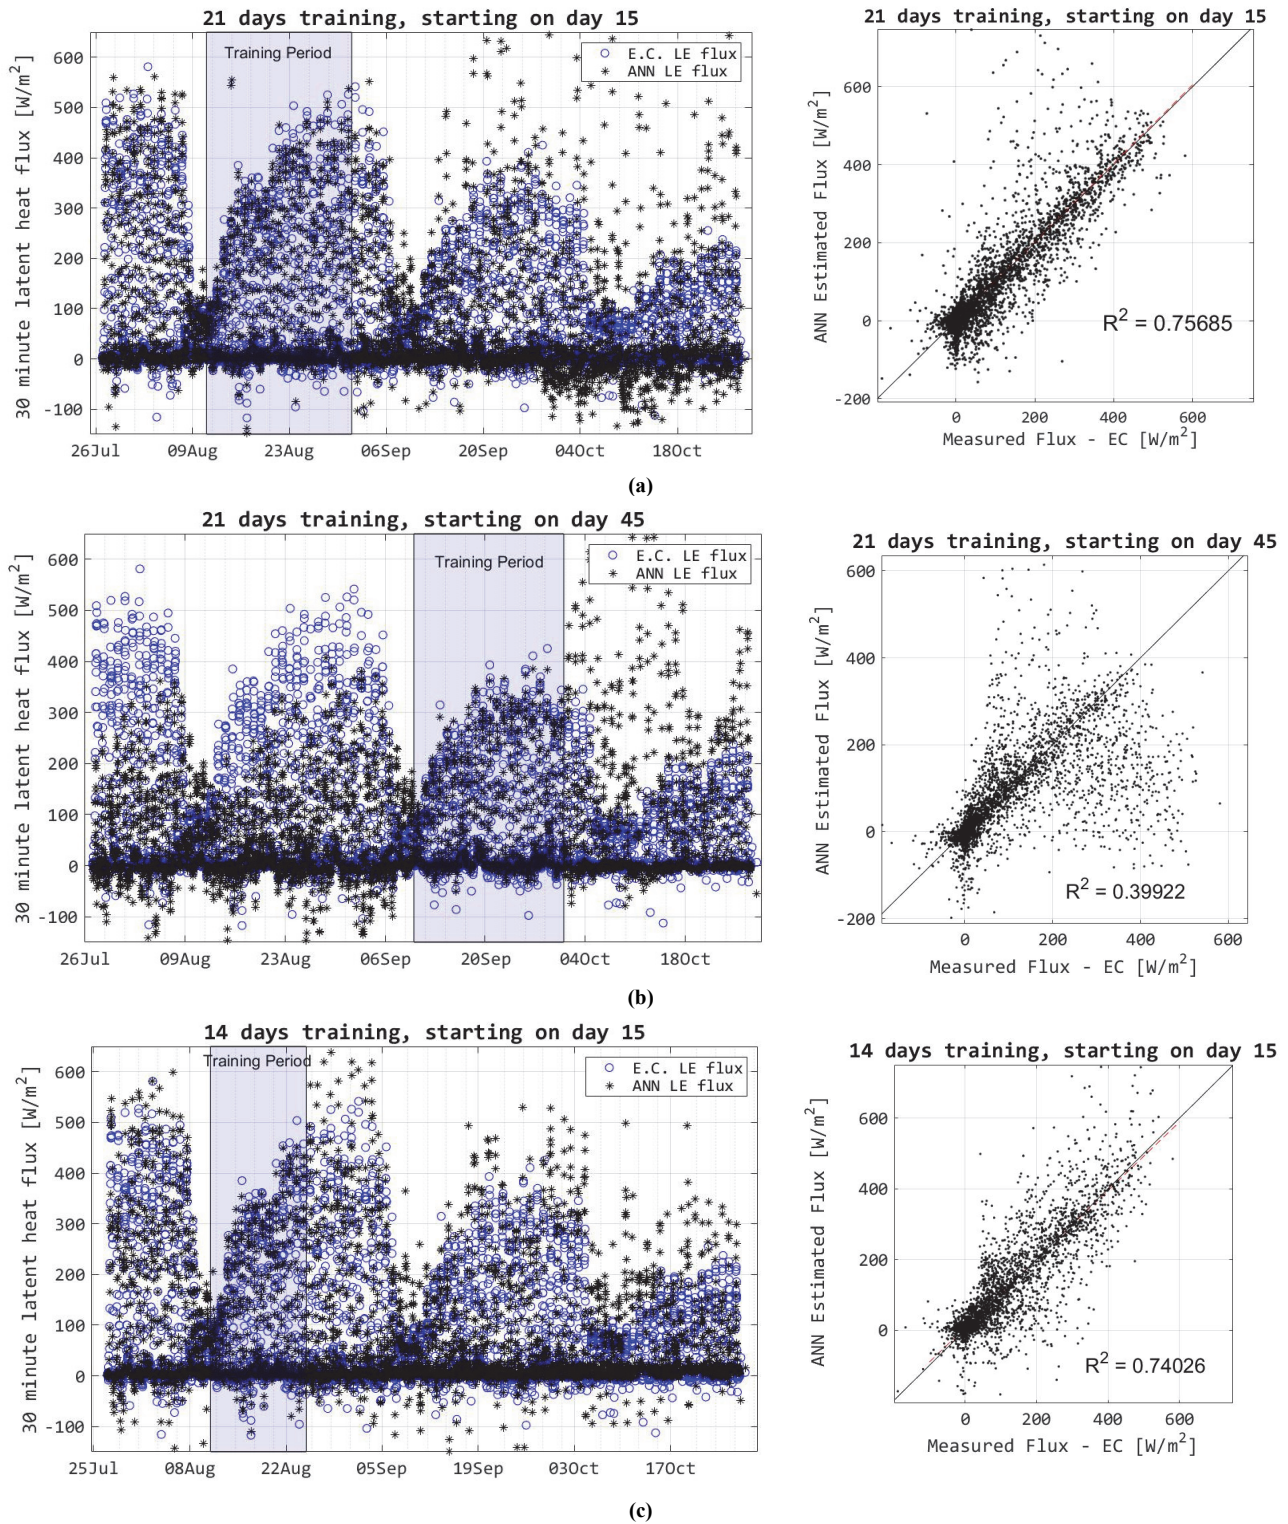 21 days training, starting on day 15
30 minute latent heat flux [W/m²]
600
500
400
300
200
100
0
-100
Training Period
E.C. LE flux
ANN LE flux
26Jul 09Aug 23Aug 06Sep 20Sep 04Oct 18Oct
21 days training, starting on day 15
ANN Estimated Flux [W/m²]
600
400
200
0
-200
R² = 0.75685
0 200 400 600
Measured Flux - EC [W/m²]
(a)
21 days training, starting on day 45
30 minute latent heat flux [W/m²]
600
500
400
300
200
100
0
-100
Training Period
E.C. LE flux
ANN LE flux
26Jul 09Aug 23Aug 06Sep 20Sep 04Oct 18Oct
21 days training, starting on day 45
ANN Estimated Flux [W/m²]
600
400
200
0
-200
R² = 0.39922
0 200 400 600
Measured Flux - EC [W/m²]
(b)
14 days training, starting on day 15
30 minute latent heat flux [W/m²]
600
500
400
300
200
100
0
-100
Training Period
E.C. LE flux
ANN LE flux
25Jul 08Aug 22Aug 05Sep 19Sep 03Oct 17Oct
14 days training, starting on day 15
ANN Estimated Flux [W/m²]
600
400
200
0
R² = 0.74026
0 200 400 600
Measured Flux - EC [W/m²]
(c)